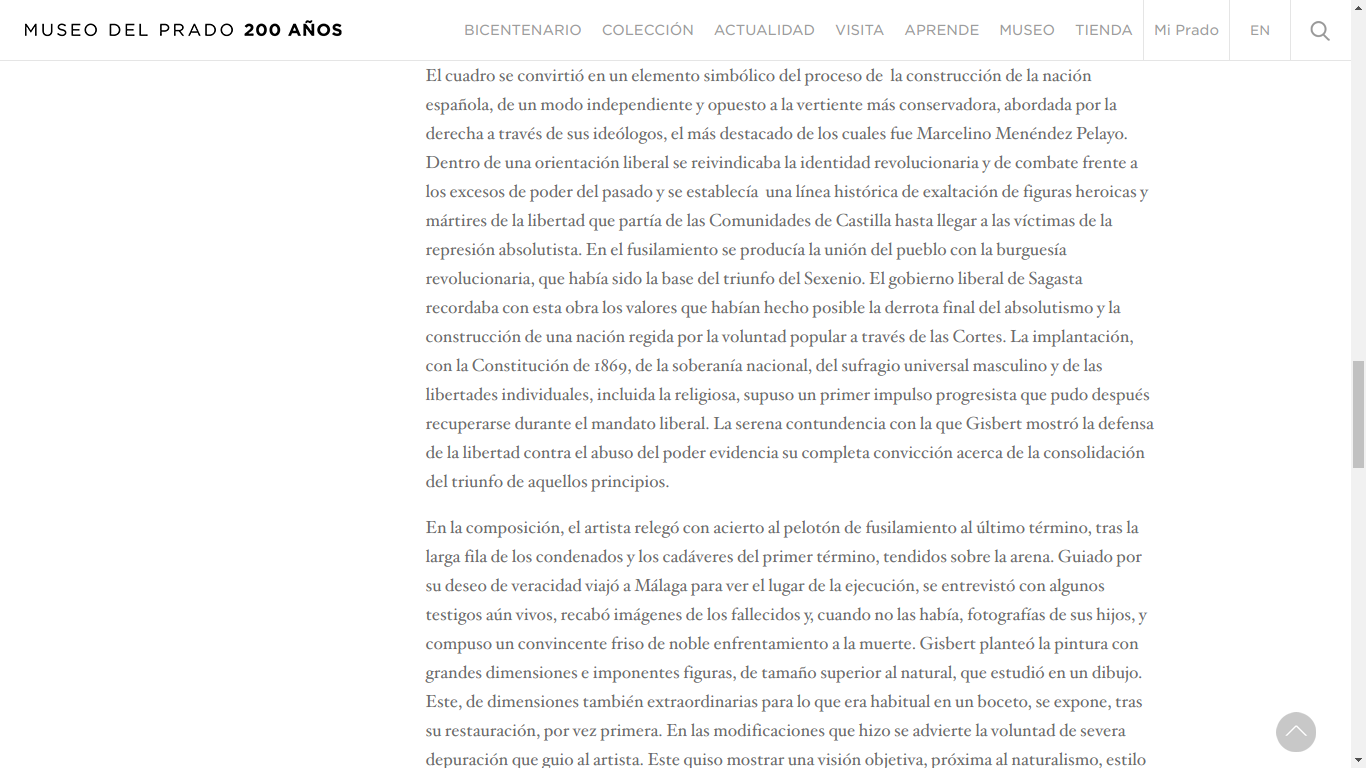 MUSEO DEL PRADO 200 AÑOS
BICENTENARIO COLECCIÓN ACTUALIDAD VISITA APRENDE MUSEO TIENDA Mi Prado EN
El cuadro se convirtió en un elemento simbólico del proceso de  la construcción de la nación
española, de un modo independiente y opuesto a la vertiente más conservadora, abordada por la
derecha a través de sus ideólogos, el más destacado de los cuales fue Marcelino Menéndez Pelayo.
Dentro de una orientación liberal se reivindicaba la identidad revolucionaria y de combate frente a
los excesos de poder del pasado y se establecía  una línea histórica de exaltación de figuras heroicas y
mártires de la libertad que partía de las Comunidades de Castilla hasta llegar a las víctimas de la
represión absolutista. En el fusilamiento se producía la unión del pueblo con la burguesía
revolucionaria, que había sido la base del triunfo del Sexenio. El gobierno liberal de Sagasta
recordaba con esta obra los valores que habían hecho posible la derrota final del absolutismo y la
construcción de una nación regida por la voluntad popular a través de las Cortes. La implantación,
con la Constitución de 1869, de la soberanía nacional, del sufragio universal masculino y de las
libertades individuales, incluida la religiosa, supuso un primer impulso progresista que pudo después
recuperarse durante el mandato liberal. La serena contundencia con la que Gisbert mostró la defensa
de la libertad contra el abuso del poder evidencia su completa convicción acerca de la consolidación
del triunfo de aquellos principios.
En la composición, el artista relegó con acierto al pelotón de fusilamiento al último término, tras la
larga fila de los condenados y los cadáveres del primer término, tendidos sobre la arena. Guiado por
su deseo de veracidad viajó a Málaga para ver el lugar de la ejecución, se entrevistó con algunos
testigos aún vivos, recabó imágenes de los fallecidos y, cuando no las había, fotografías de sus hijos, y
compuso un convincente friso de noble enfrentamiento a la muerte. Gisbert planteó la pintura con
grandes dimensiones e imponentes figuras, de tamaño superior al natural, que estudió en un dibujo.
Este, de dimensiones también extraordinarias para lo que era habitual en un boceto, se expone, tras
su restauración, por vez primera. En las modificaciones que hizo se advierte la voluntad de severa
depuración que guio al artista. Este quiso mostrar una visión objetiva, próxima al naturalismo, estilo